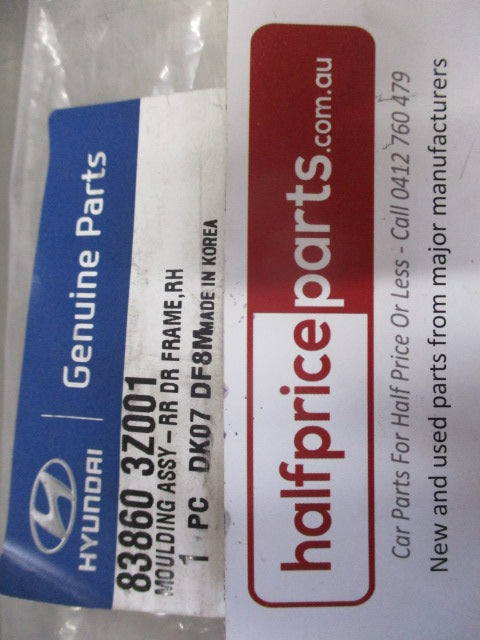 HYUNDAI | Genuine Parts
83860 3Z001
MOULDING ASSY-RR DR FRAME,RH
1 PC DK07 DF8M MADE IN KOREA
halfpriceparts.com.au
Car Parts For Half Price Or Less - Call 0412 760 479
New and used parts from major manufacturers